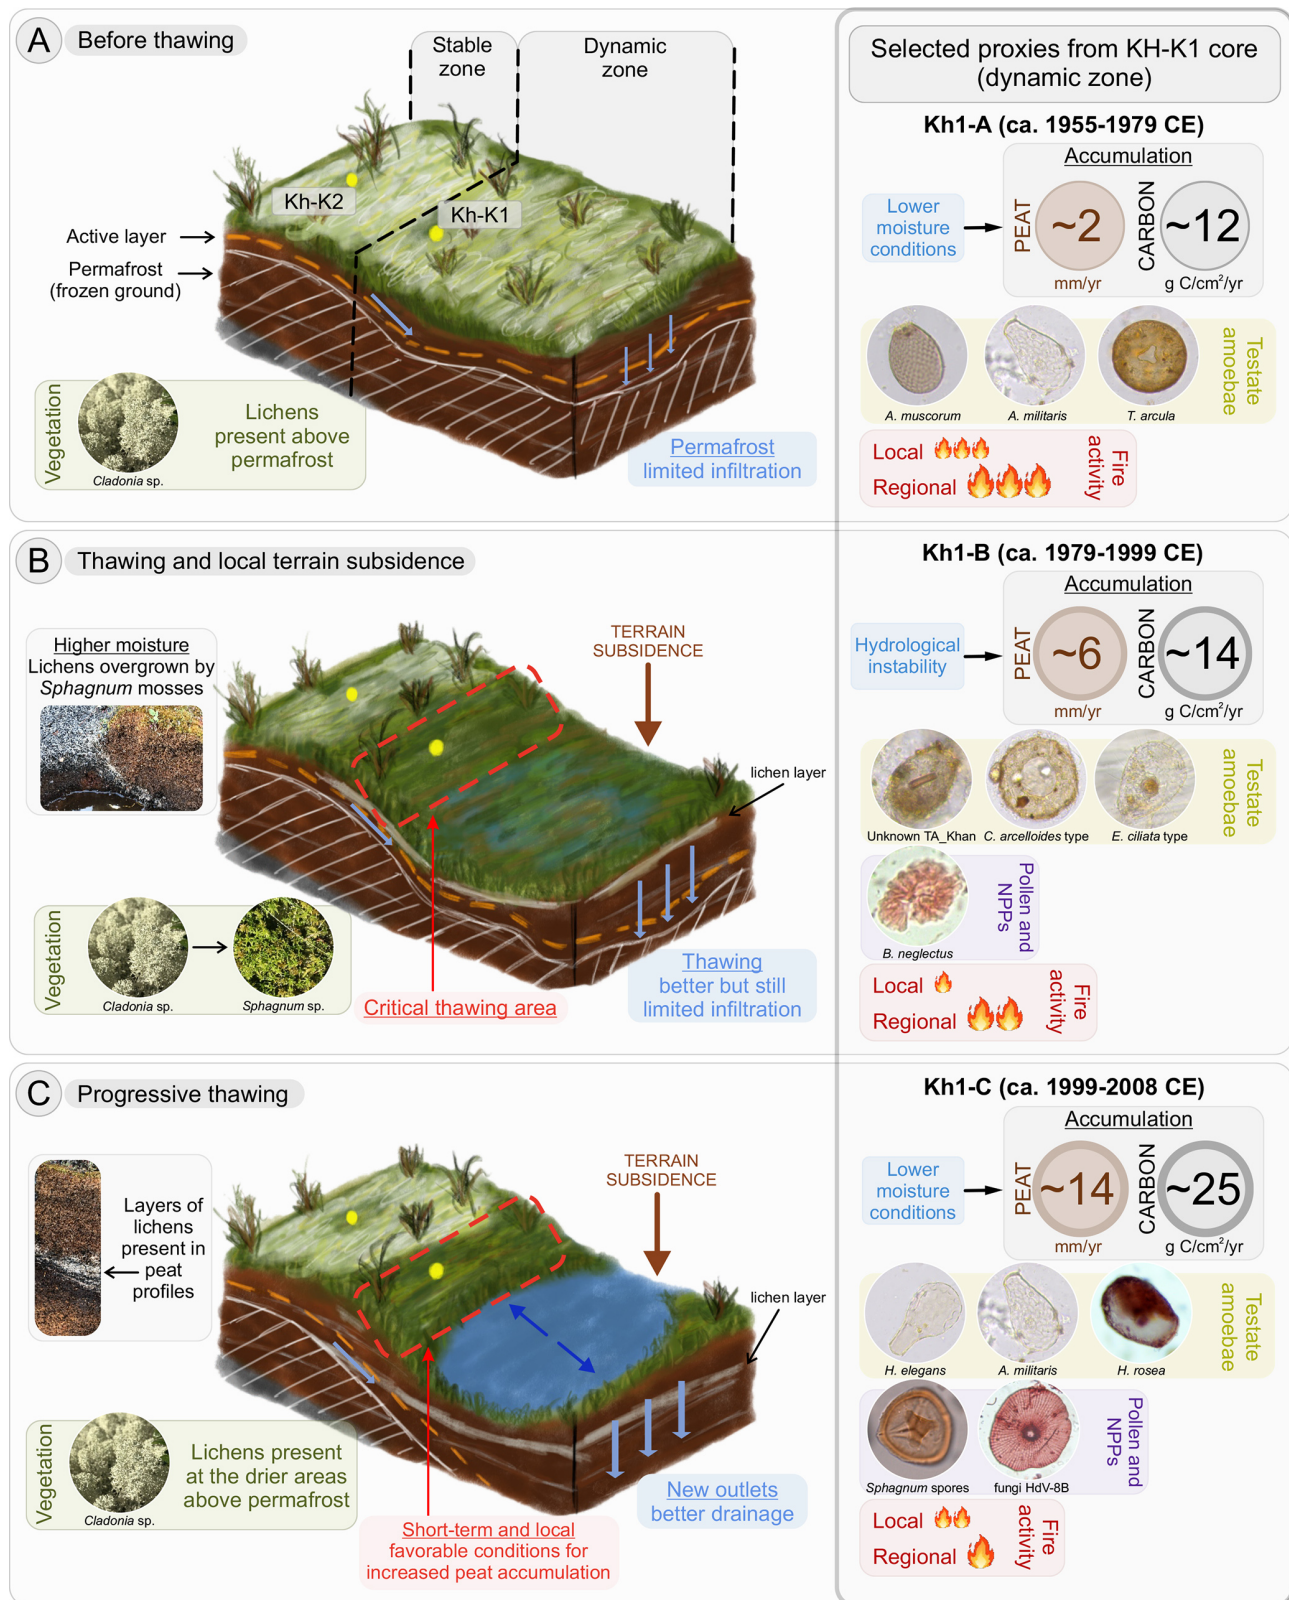 A
Before thawing
Stable
zone
Dynamic
zone
Kh-K2
Kh-K1
Active layer
Permafrost
(frozen ground)
Vegetation
Cladonia sp.
Lichens
present above
permafrost
Permafrost
limited infiltration
Selected proxies from KH-K1 core
(dynamic zone)
Kh1-A (ca. 1955-1979 CE)
Accumulation
Lower
moisture
conditions
PEAT
~2
mm/yr
CARBON
~12
g C/cm²/yr
A. muscorum
A. militaris
T. arcula
Testate
amoebae
Local
Regional
Fire
activity
B
Thawing and local terrain subsidence
Higher moisture
Lichens overgrown by
Sphagnum mosses
TERRAIN
SUBSIDENCE
lichen layer
Vegetation
Cladonia sp.
Sphagnum sp.
Critical thawing area
Thawing
better but still
limited infiltration
Kh1-B (ca. 1979-1999 CE)
Accumulation
Hydrological
instability
PEAT
~6
mm/yr
CARBON
~14
g C/cm²/yr
Unknown TA_Khan
C. arcelloides type
E. ciliata type
Testate
amoebae
B. neglectus
Pollen and
NPPs
Local
Regional
Fire
activity
C
Progressive thawing
Layers of
lichens
present in
peat
profiles
TERRAIN
SUBSIDENCE
lichen layer
Vegetation
Cladonia sp.
Lichens present
at the drier areas
above permafrost
Short-term and local
favorable conditions for
increased peat accumulation
New outlets
better drainage
Kh1-C (ca. 1999-2008 CE)
Accumulation
Lower
moisture
conditions
PEAT
~14
mm/yr
CARBON
~25
g C/cm²/yr
H. elegans
A. militaris
H. rosea
Testate
amoebae
Sphagnum spores
fungi HdV-8B
Pollen and
NPPs
Local
Regional
Fire
activity